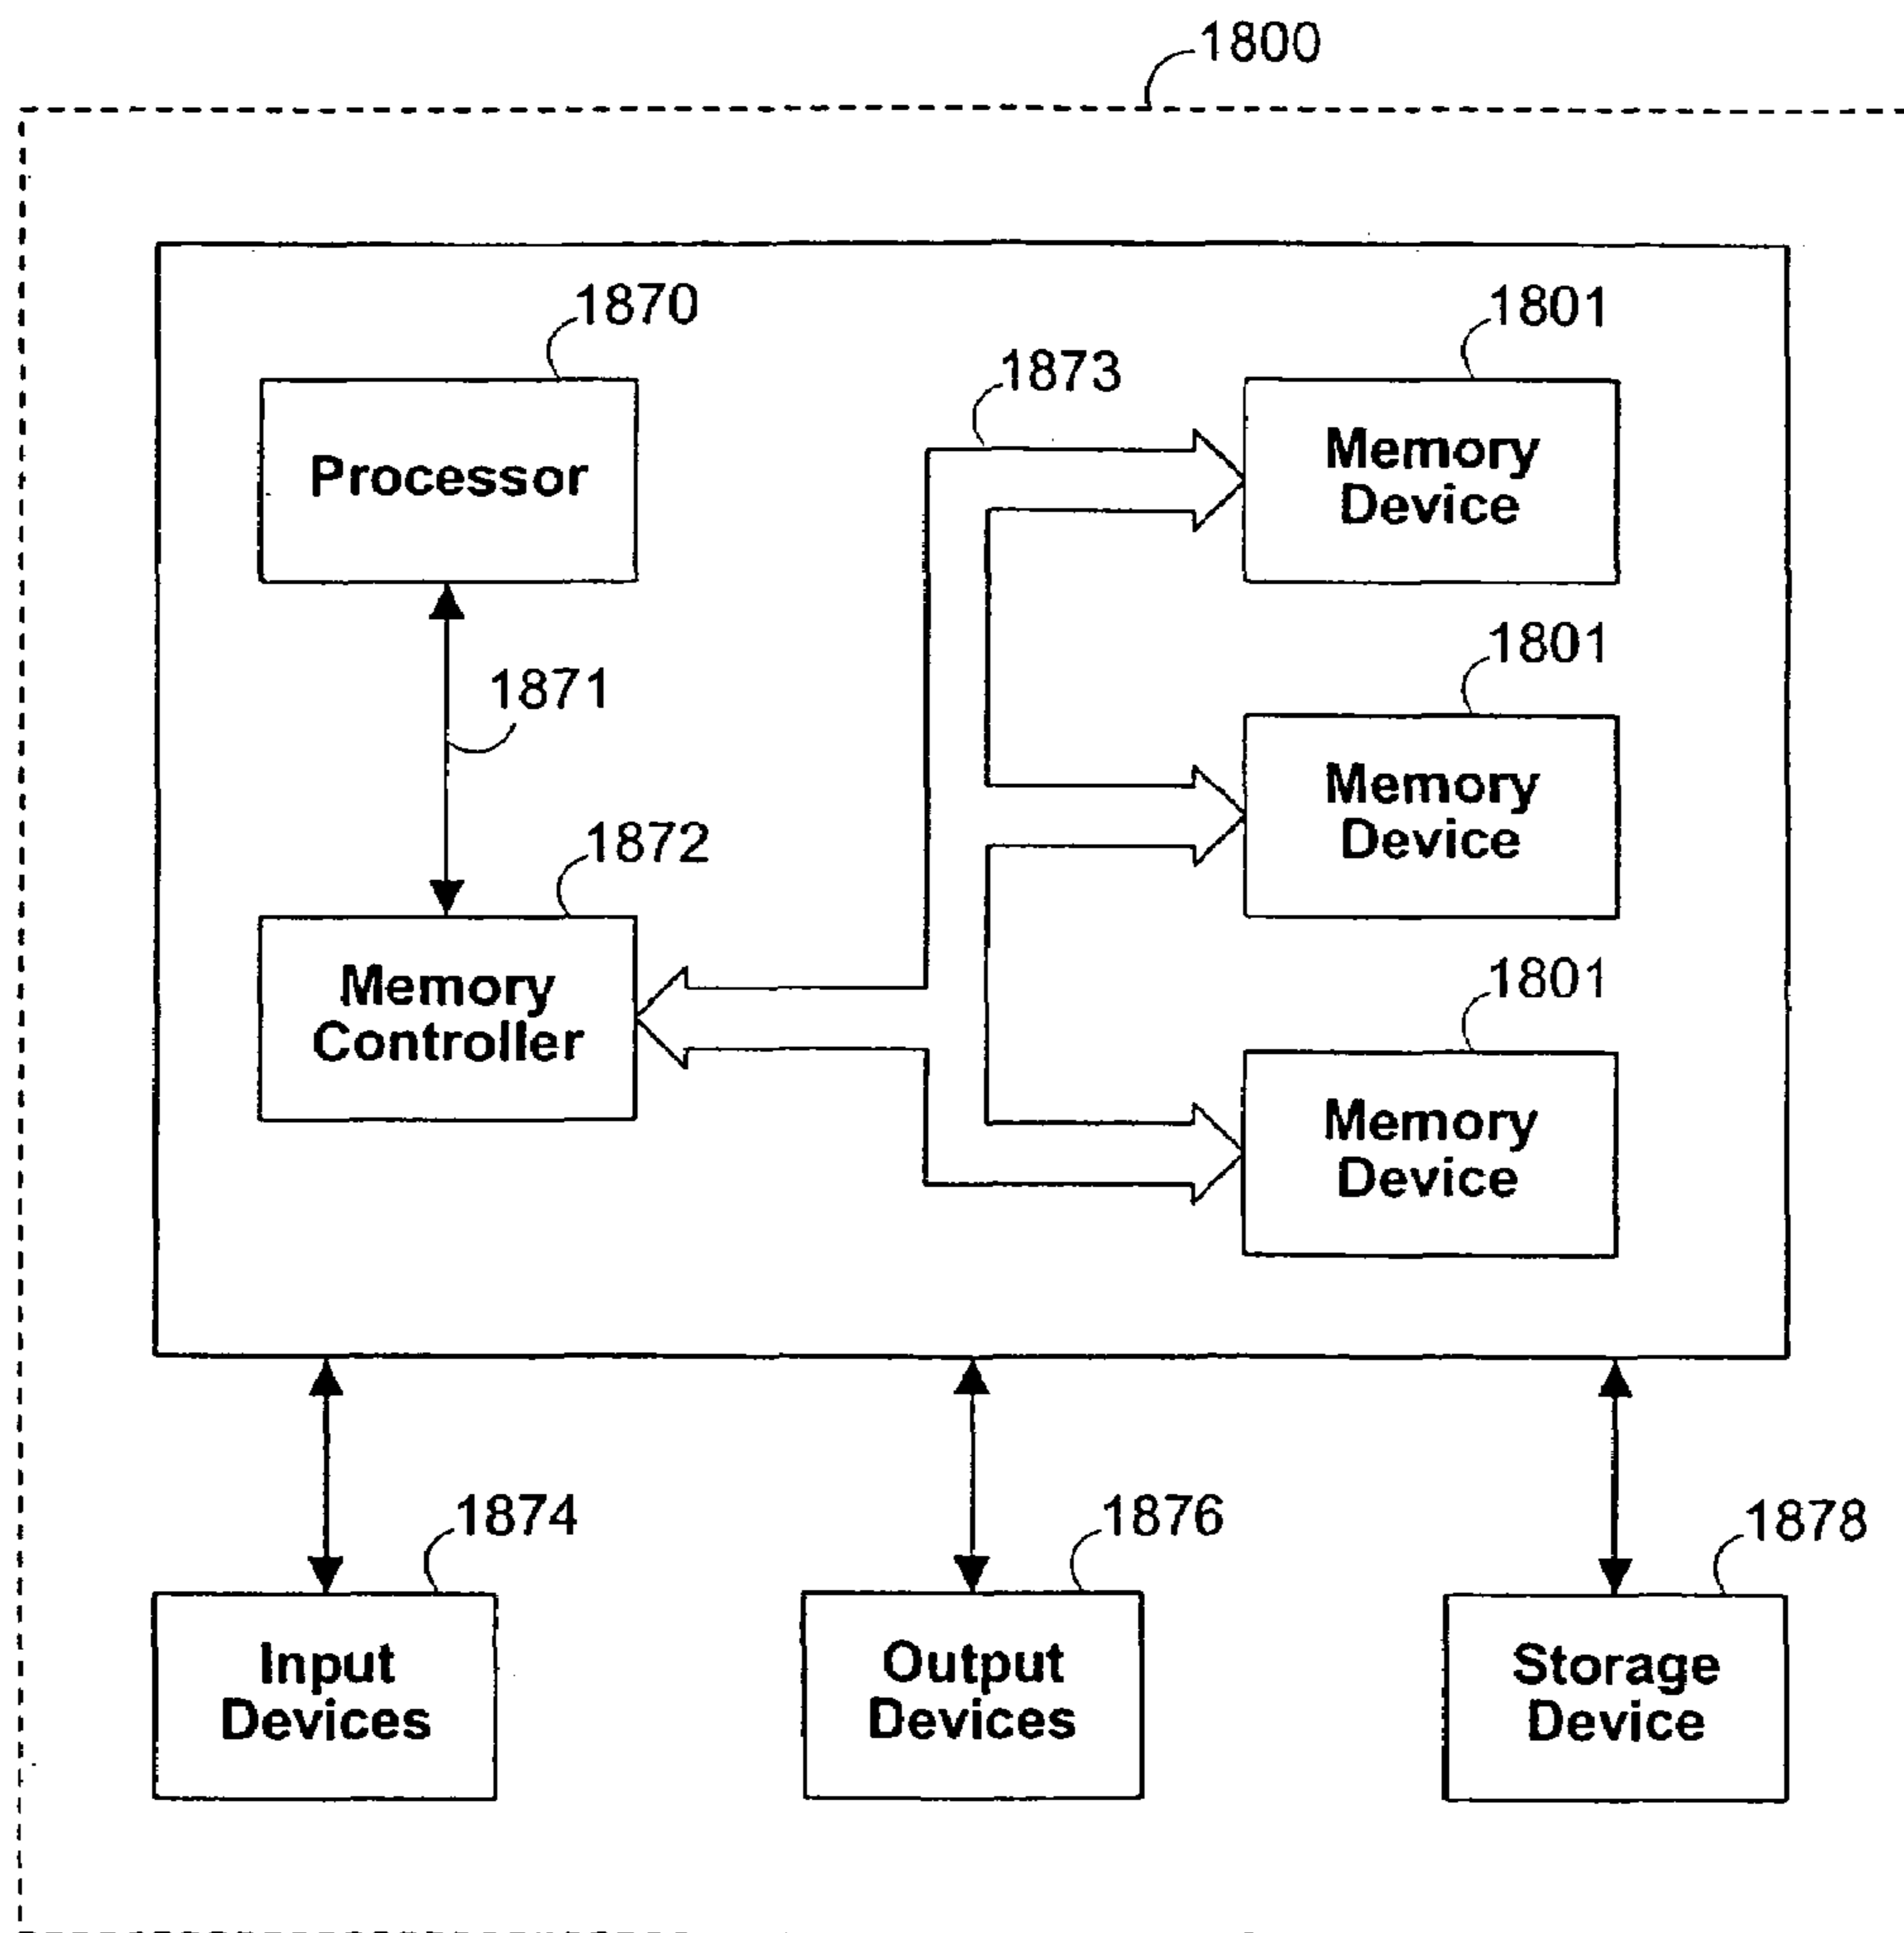 1800
1870
1801
1873
Processor
Memory
Device
1801
1871
Memory
Device
1872
1801
Memory
Controller
Memory
Device
1874
1876
1878
Input
Devices
Output
Devices
Storage
Device